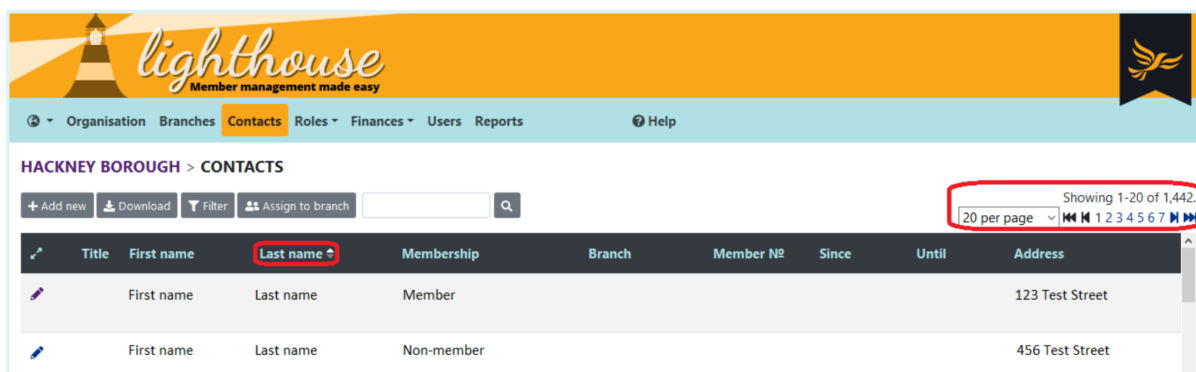 lighthouse
Member management made easy
Organisation Branches Contacts Roles Finances Users Reports Help
HACKNEY BOROUGH > CONTACTS
Showing 1-20 of 1,442.
+ Add new Download Filter Assign to branch
20 per page 1 2 3 4 5 6 7
Title First name Last name Membership Branch Member Nº Since Until Address
First name Last name Member 123 Test Street
First name Last name Non-member 456 Test Street